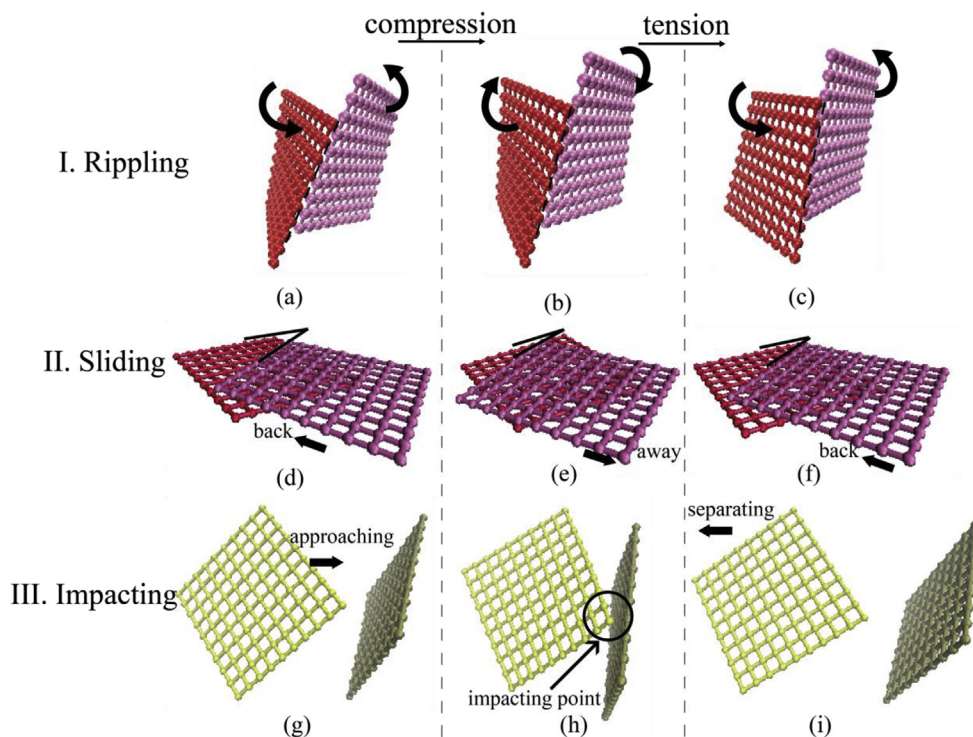 compression
tension
I. Rippling
(a)
(b)
(c)
II. Sliding
back
away
back
(d)
(e)
(f)
approaching
separating
III. Impacting
impacting point
(g)
(h)
(i)